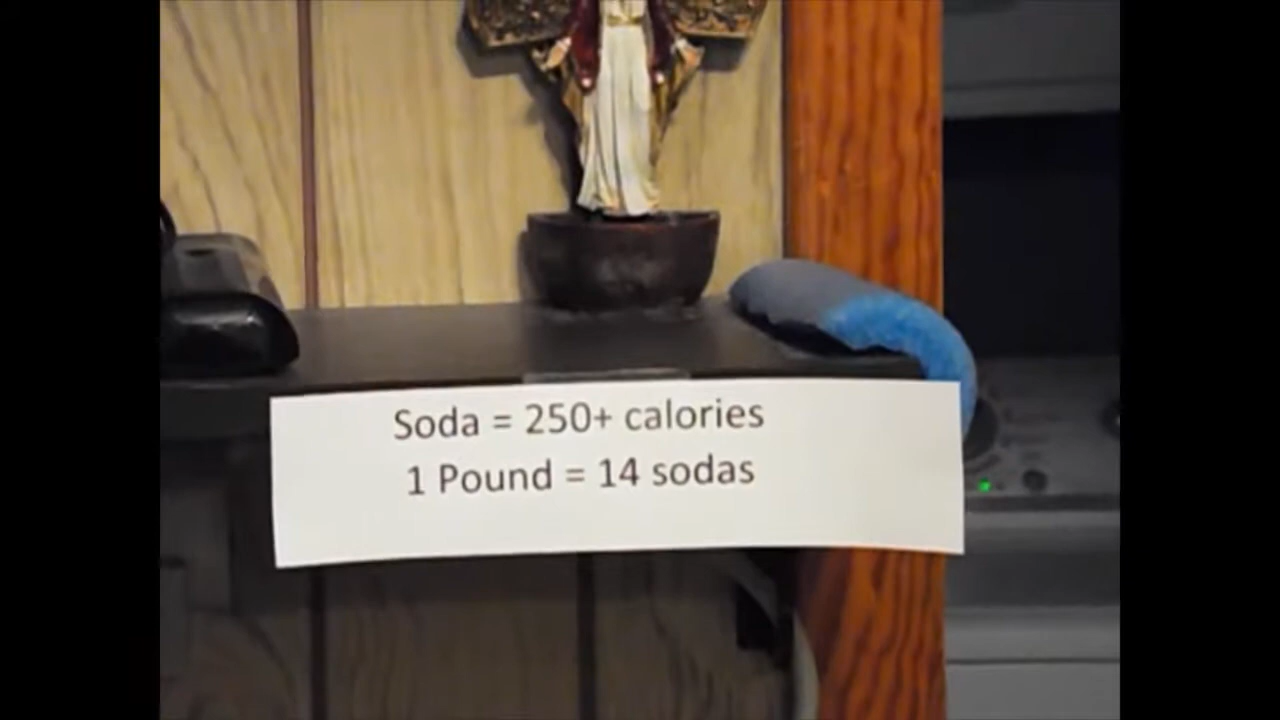 Soda = 250+ calories
1 Pound = 14 sodas